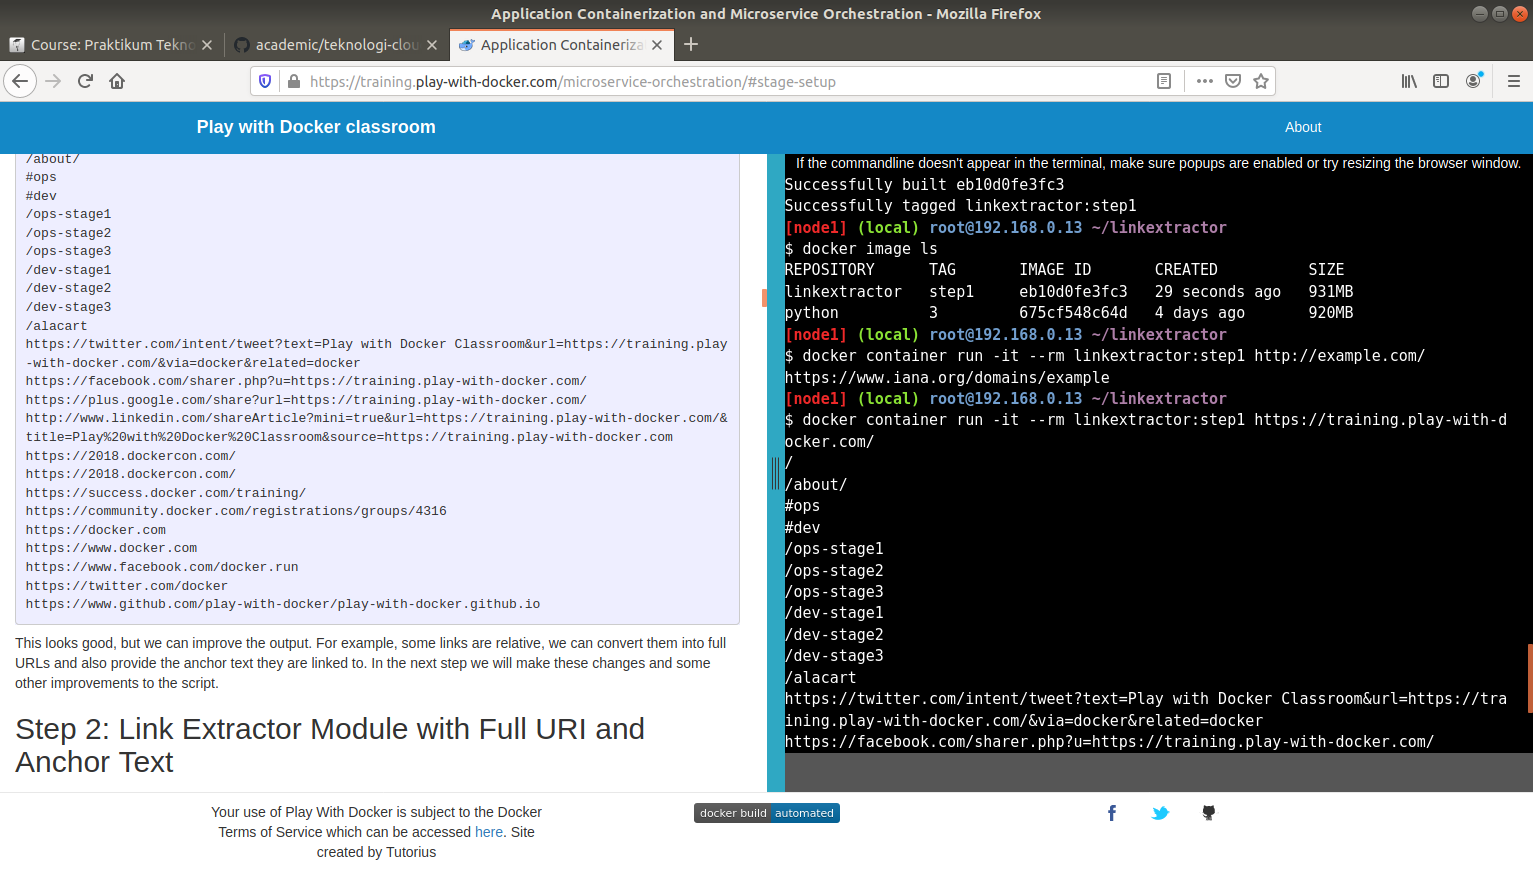 Application Containerization and Microservice Orchestration - Mozilla Firefox
Course: Praktikum Tekno
academic/teknologi-clou
Application Containeriza
https://training.play-with-docker.com/microservice-orchestration/#stage-setup
Play with Docker classroom
About
/about/
#ops
#dev
/ops-stage1
/ops-stage2
/ops-stage3
/dev-stage1
/dev-stage2
/dev-stage3
/alacart
https://twitter.com/intent/tweet?text=Play with Docker Classroom&url=https://training.play
-with-docker.com/&via=docker&related=docker
https://facebook.com/sharer.php?u=https://training.play-with-docker.com/
https://plus.google.com/share?url=https://training.play-with-docker.com/
http://www.linkedin.com/shareArticle?mini=true&url=https://training.play-with-docker.com/&
title=Play%20with%20Docker%20Classroom&source=https://training.play-with-docker.com
https://2018.dockercon.com/
https://2018.dockercon.com/
https://success.docker.com/training/
https://community.docker.com/registrations/groups/4316
https://docker.com
https://www.docker.com
https://www.facebook.com/docker.run
https://twitter.com/docker
https://www.github.com/play-with-docker/play-with-docker.github.io
This looks good, but we can improve the output. For example, some links are relative, we can convert them into full
URLs and also provide the anchor text they are linked to. In the next step we will make these changes and some
other improvements to the script.
Step 2: Link Extractor Module with Full URI and
Anchor Text
If the commandline doesn't appear in the terminal, make sure popups are enabled or try resizing the browser window.
Successfully built eb10d0fe3fc3
Successfully tagged linkextractor:step1
[node1] (local) root@192.168.0.13 ~/linkextractor
$ docker image ls
REPOSITORY TAG IMAGE ID CREATED SIZE
linkextractor step1 eb10d0fe3fc3 29 seconds ago 931MB
python 3 675cf548c64d 4 days ago 920MB
[node1] (local) root@192.168.0.13 ~/linkextractor
$ docker container run -it --rm linkextractor:step1 http://example.com/
https://www.iana.org/domains/example
[node1] (local) root@192.168.0.13 ~/linkextractor
$ docker container run -it --rm linkextractor:step1 https://training.play-with-d
ocker.com/
/
/about/
#ops
#dev
/ops-stage1
/ops-stage2
/ops-stage3
/dev-stage1
/dev-stage2
/dev-stage3
/alacart
https://twitter.com/intent/tweet?text=Play with Docker Classroom&url=https://tra
ining.play-with-docker.com/&via=docker&related=docker
https://facebook.com/sharer.php?u=https://training.play-with-docker.com/
Your use of Play With Docker is subject to the Docker
Terms of Service which can be accessed here. Site
created by Tutorius
docker build automated